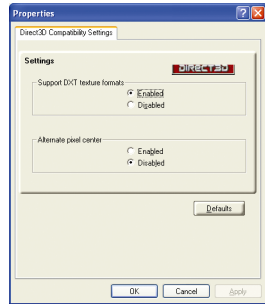 Properties
Direct3D Compatibility Settings
Settings
DIRECT3D
Support DXT texture formats
Enabled
Disabled
Alternate pixel center
Enabled
Disabled
Defaults
OK
Cancel
Apply